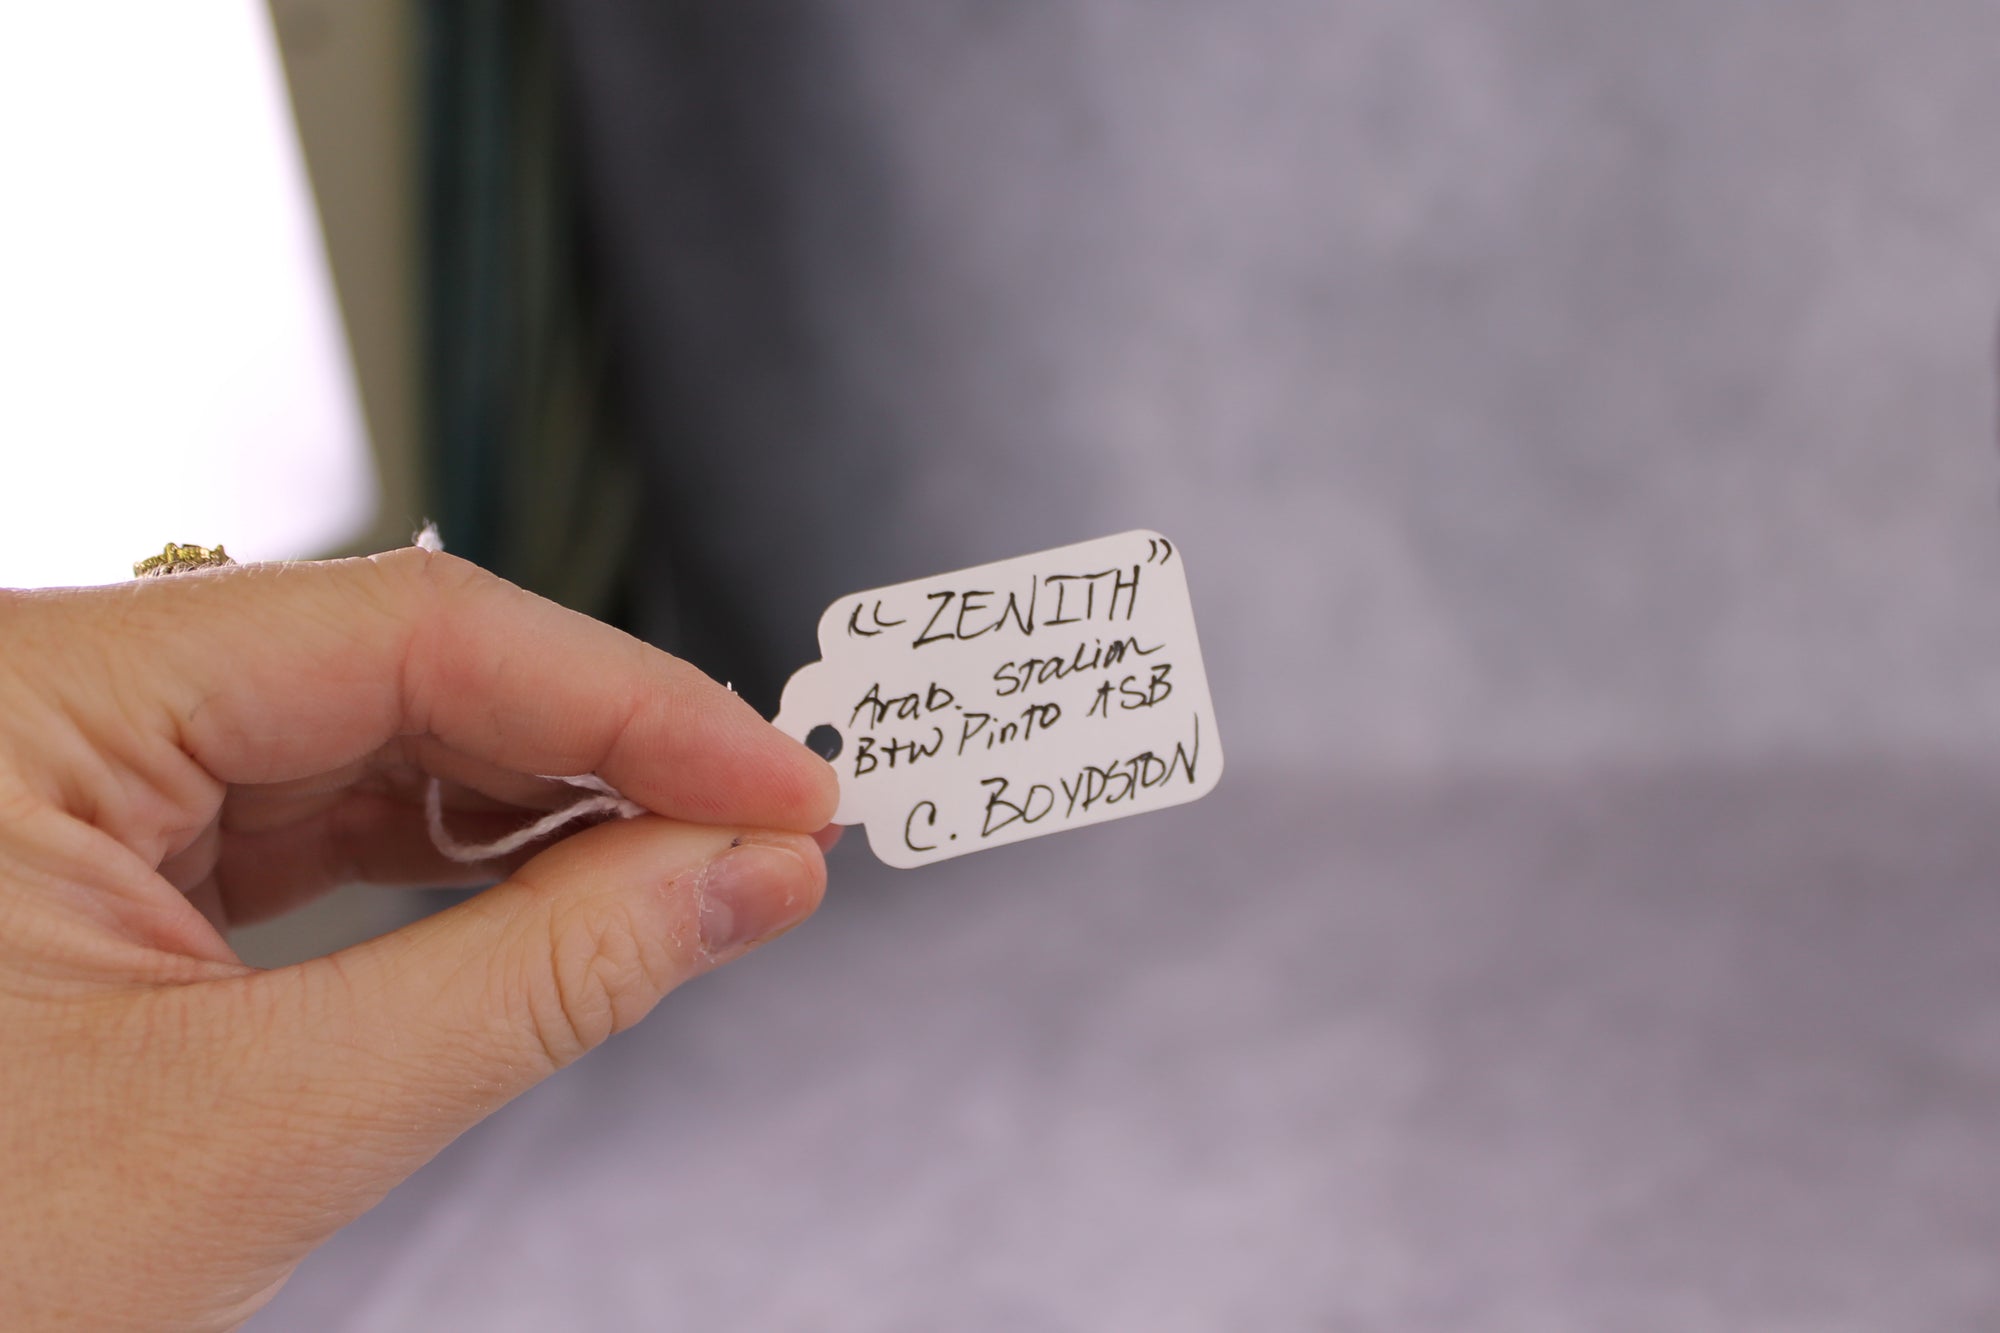 "ZENITH"
Arab. Stalion
B+W Pinto ASB
C. BOYDSTON